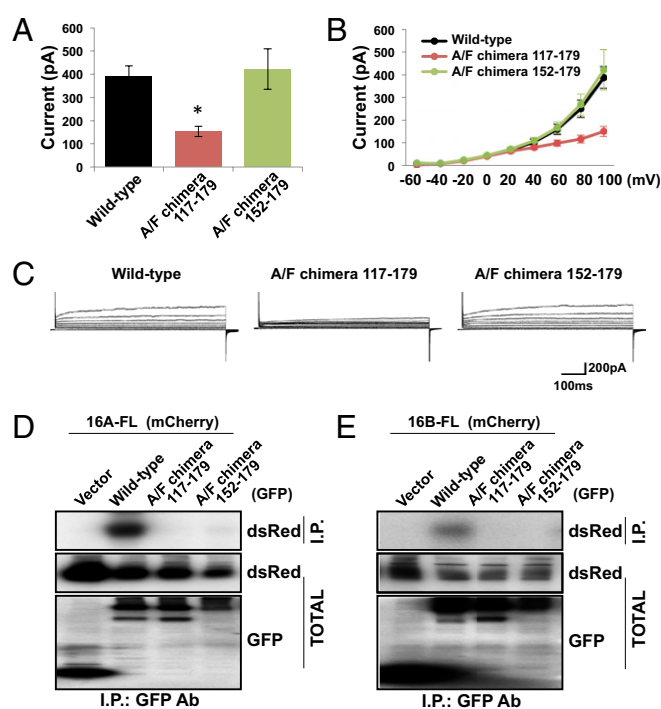 A
Current (pA)
600
500
400
300
200
100
0
*
Wild-type
A/F chimera
117-179
A/F chimera
152-179
B
Current (pA)
600
500
400
300
200
100
0
Wild-type
A/F chimera 117-179
A/F chimera 152-179
-60 -40 -20 0 20 40 60 80 100 (mV)
C
Wild-type
A/F chimera 117-179
A/F chimera 152-179
200pA
100ms
D
16A-FL (mCherry)
Vector
Wild-type
A/F chimera
117-179
A/F chimera
152-179
(GFP)
dsRed
I.P.
dsRed
GFP
TOTAL
I.P.: GFP Ab
E
16B-FL (mCherry)
Vector
Wild-type
A/F chimera
117-179
A/F chimera
152-179
(GFP)
dsRed
I.P.
dsRed
GFP
TOTAL
I.P.: GFP Ab